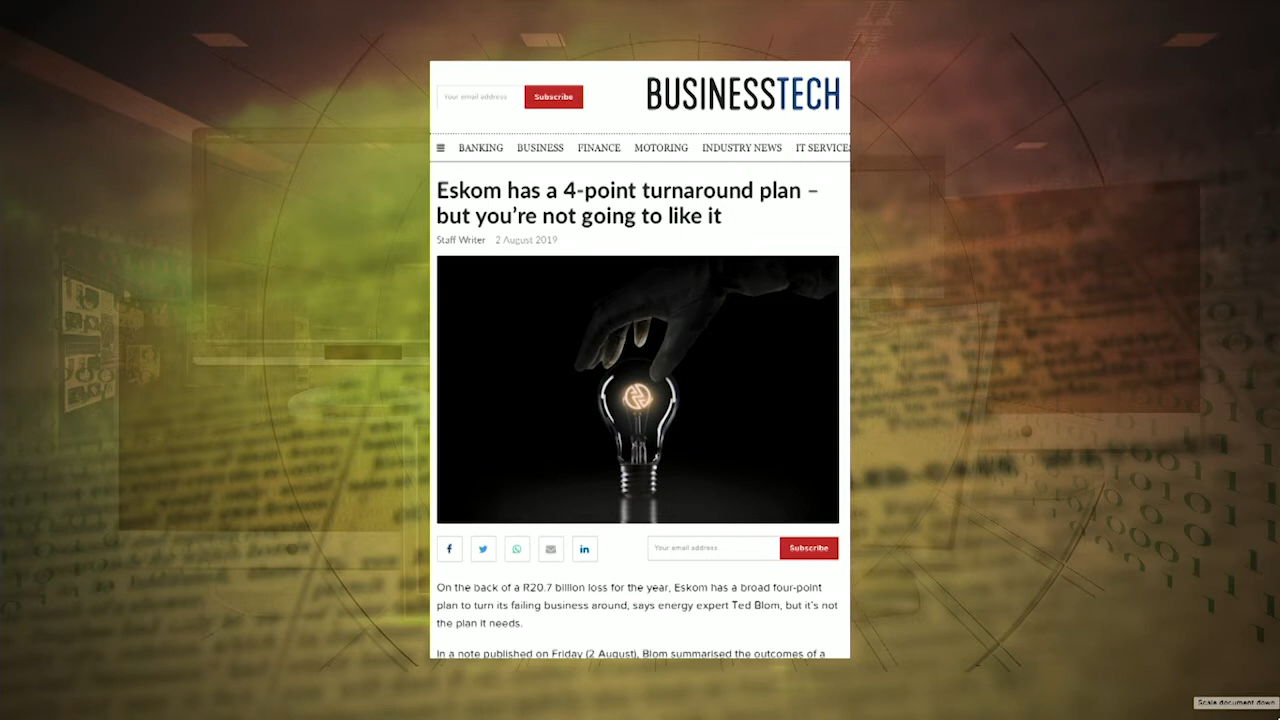 BUSINESSTECH
Your email address
Subscribe
BANKING BUSINESS FINANCE MOTORING INDUSTRY NEWS IT SERVICE
Eskom has a 4-point turnaround plan –
but you're not going to like it
Staff Writer 2 August 2019
Your email address
Subscribe
On the back of a R20.7 billion loss for the year, Eskom has a broad four-point
plan to turn its failing business around, says energy expert Ted Blom, but it's not
the plan it needs.
In a note published on Friday (2 August), Blom summarised the outcomes of a
Scale document down